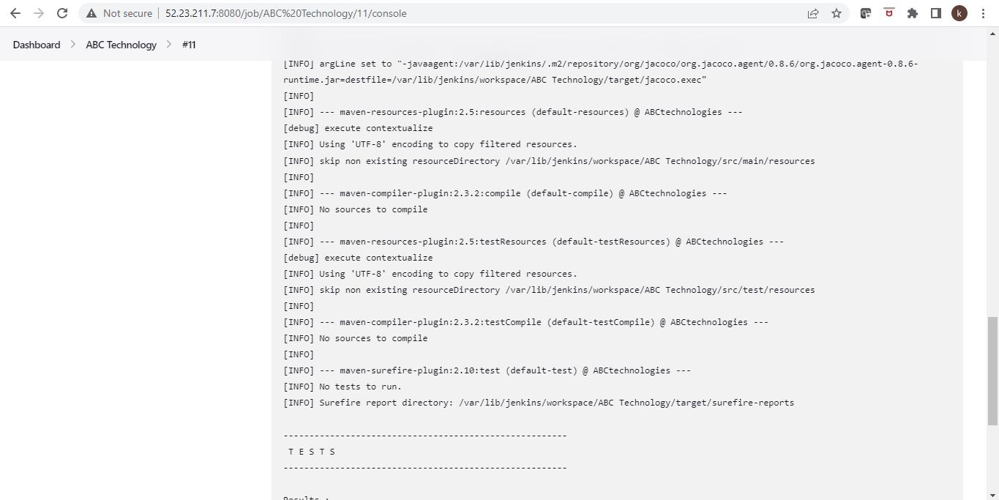 Not secure | 52.23.211.7:8080/job/ABC%20Technology/11/console
k
Dashboard > ABC Technology > #11
[INFO] argLine set to "-javaagent:/var/lib/jenkins/.m2/repository/org/jacoco/org.jacoco.agent/0.8.6/org.jacoco.agent-0.8.6-
runtime.jar=destfile=/var/lib/jenkins/workspace/ABC Technology/target/jacoco.exec"
[INFO]
[INFO] --- maven-resources-plugin:2.5:resources (default-resources) @ ABCtechnologies ---
[debug] execute contextualize
[INFO] Using 'UTF-8' encoding to copy filtered resources.
[INFO] skip non existing resourceDirectory /var/lib/jenkins/workspace/ABC Technology/src/main/resources
[INFO]
[INFO] --- maven-compiler-plugin:2.3.2:compile (default-compile) @ ABCtechnologies ---
[INFO] No sources to compile
[INFO]
[INFO] --- maven-resources-plugin:2.5:testResources (default-testResources) @ ABCtechnologies ---
[debug] execute contextualize
[INFO] Using 'UTF-8' encoding to copy filtered resources.
[INFO] skip non existing resourceDirectory /var/lib/jenkins/workspace/ABC Technology/src/test/resources
[INFO]
[INFO] --- maven-compiler-plugin:2.3.2:testCompile (default-testCompile) @ ABCtechnologies ---
[INFO] No sources to compile
[INFO]
[INFO] --- maven-surefire-plugin:2.10:test (default-test) @ ABCtechnologies ---
[INFO] No tests to run.
[INFO] Surefire report directory: /var/lib/jenkins/workspace/ABC Technology/target/surefire-reports
-------------------------------------------------------
T E S T S
-------------------------------------------------------
Results :